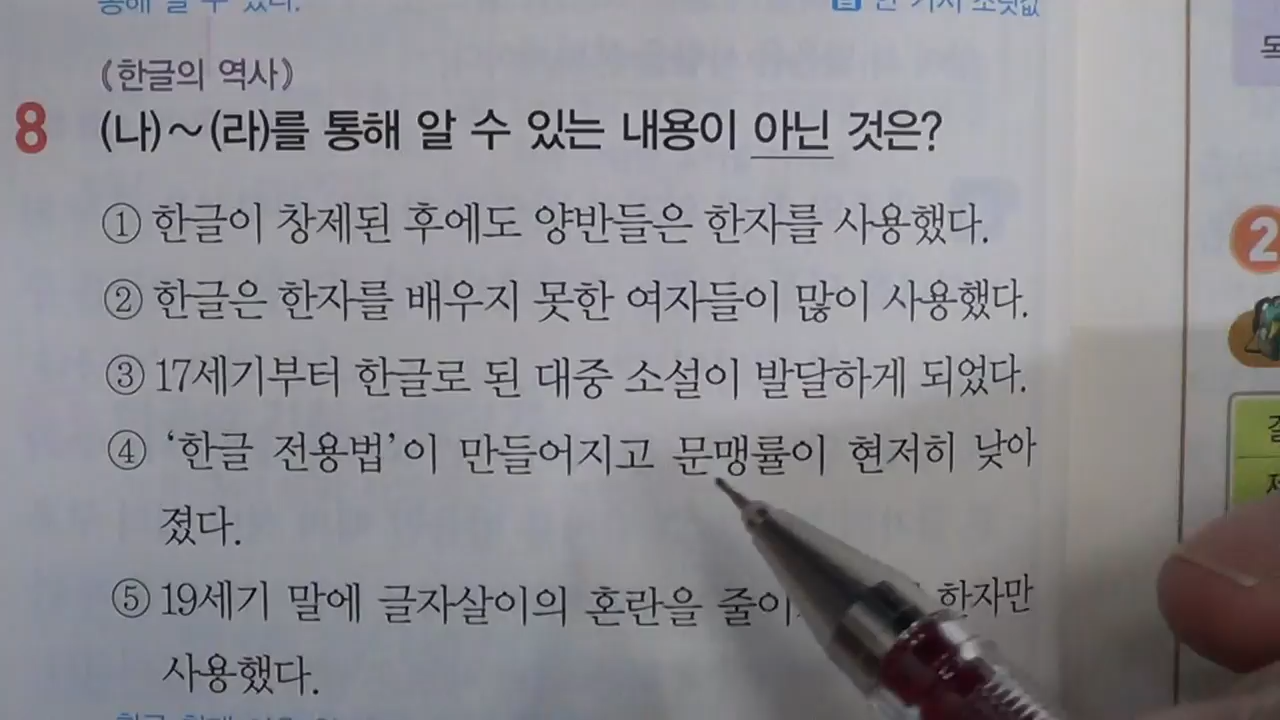 한 가지 소릿값
《한글의 역사》
8 (나)~(라)를 통해 알 수 있는 내용이 아닌 것은?
① 한글이 창제된 후에도 양반들은 한자를 사용했다.
② 한글은 한자를 배우지 못한 여자들이 많이 사용했다.
③ 17세기부터 한글로 된 대중 소설이 발달하게 되었다.
④ ‘한글 전용법’이 만들어지고 문맹률이 현저히 낮아
졌다.
⑤ 19세기 말에 글자살이의 혼란을 한자만
사용했다.
2